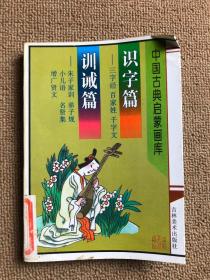 中国古典启蒙画库
识字篇
——三字经 百家姓 千字文
训诫篇
——朱子家训 弟子规
小儿语 名贤集
增广贤文
吉林美术出版社